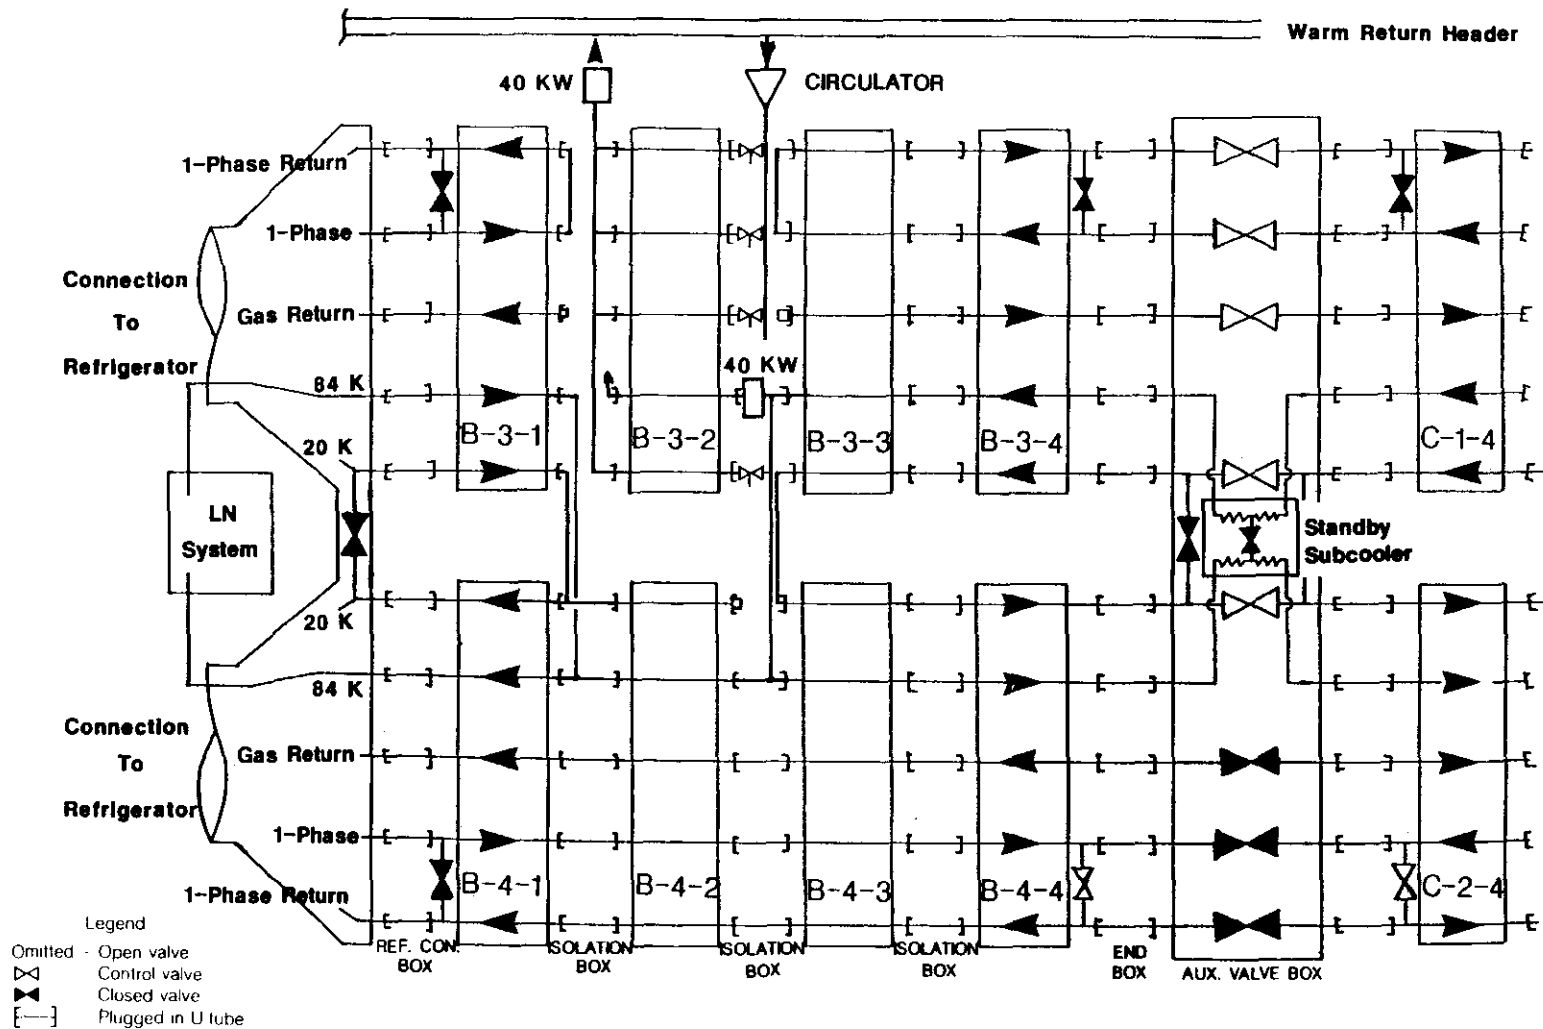 Warm Return Header
40 KW
CIRCULATOR
1-Phase Return
1-Phase
Connection
To
Refrigerator
Gas Return
84 K
40 KW
20 K
B-3-1
B-3-2
B-3-3
B-3-4
C-1-4
LN
System
Standby
Subcooler
20 K
84 K
Connection
To
Refrigerator
Gas Return
1-Phase
1-Phase Return
B-4-1
B-4-2
B-4-3
B-4-4
C-2-4
REF. CON.
BOX
ISOLATION
BOX
ISOLATION
BOX
ISOLATION
BOX
END
BOX
AUX. VALVE BOX
Legend
Omitted - Open valve
Control valve
Closed valve
Plugged in U tube